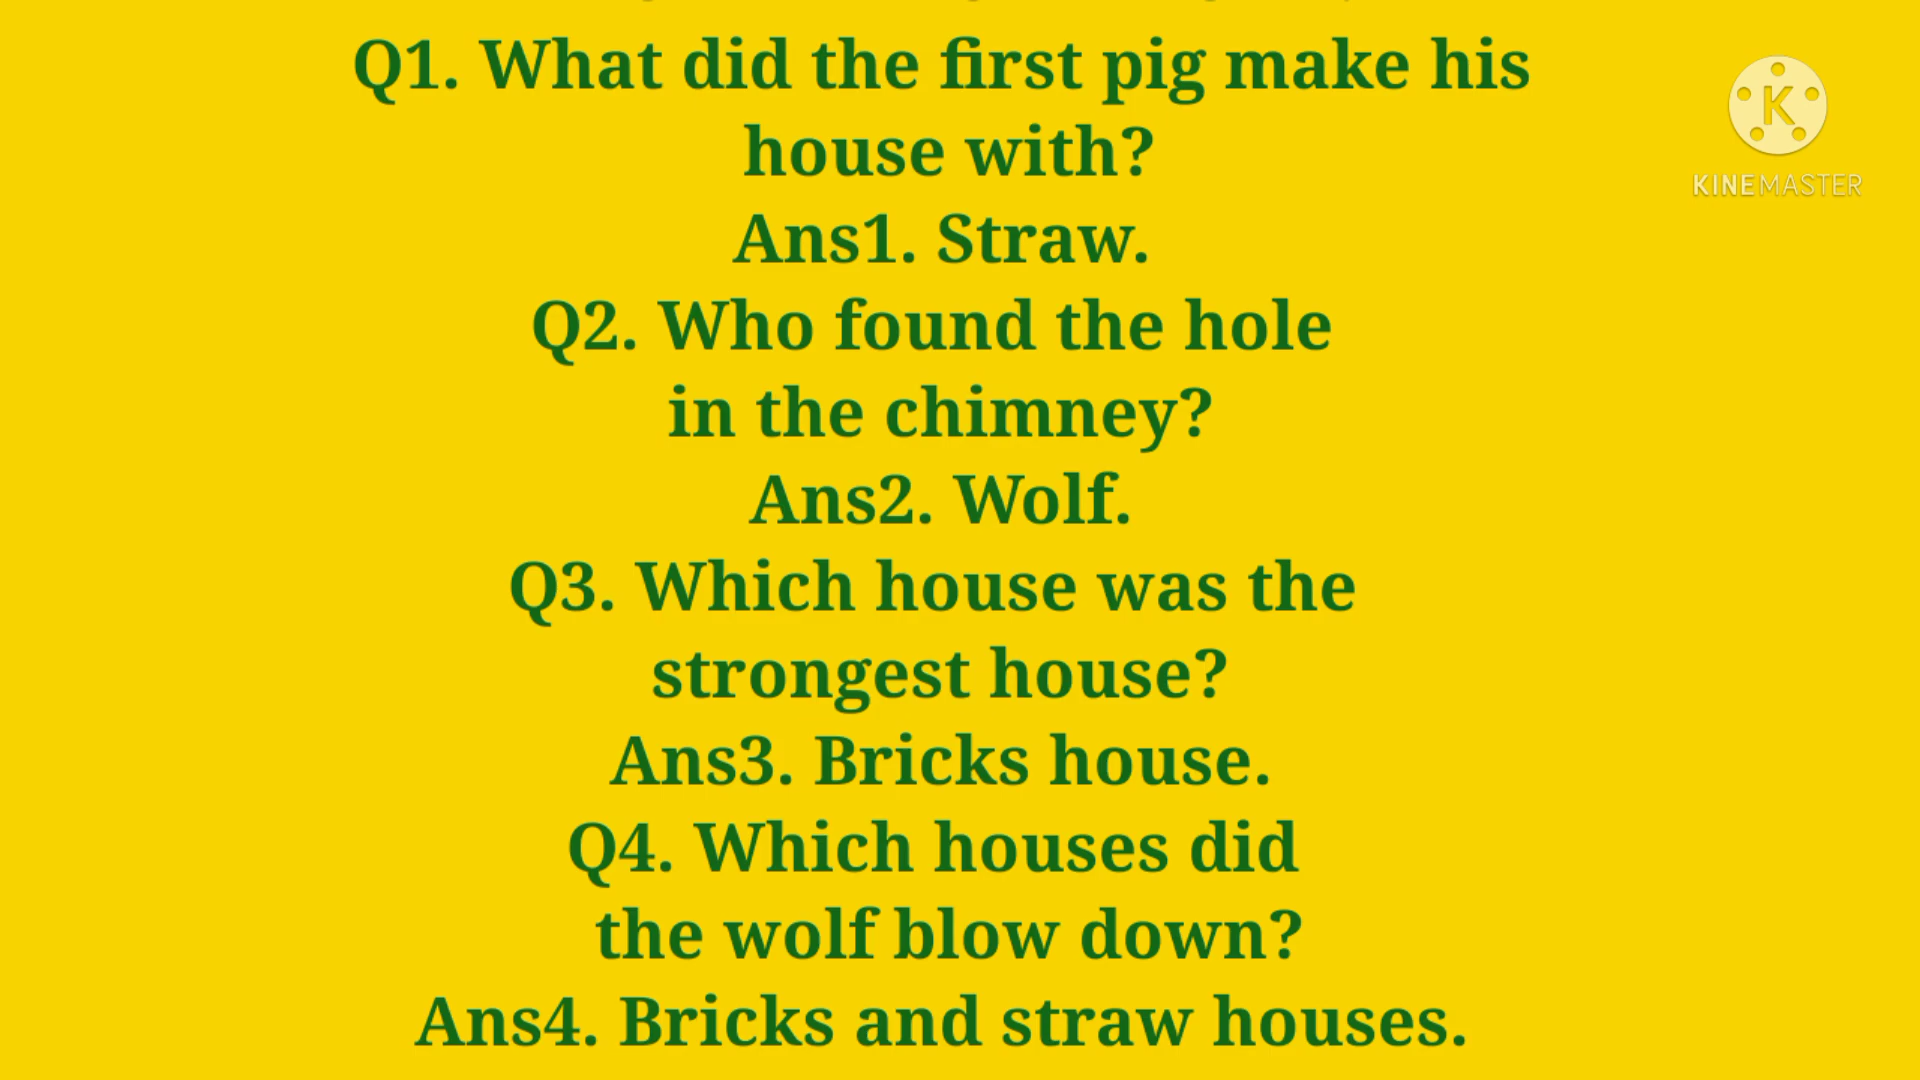 Q1. What did the first pig make his
house with?
Ans1. Straw.
Q2. Who found the hole
in the chimney?
Ans2. Wolf.
Q3. Which house was the
strongest house?
Ans3. Bricks house.
Q4. Which houses did
the wolf blow down?
Ans4. Bricks and straw houses.
K
KINEMASTER